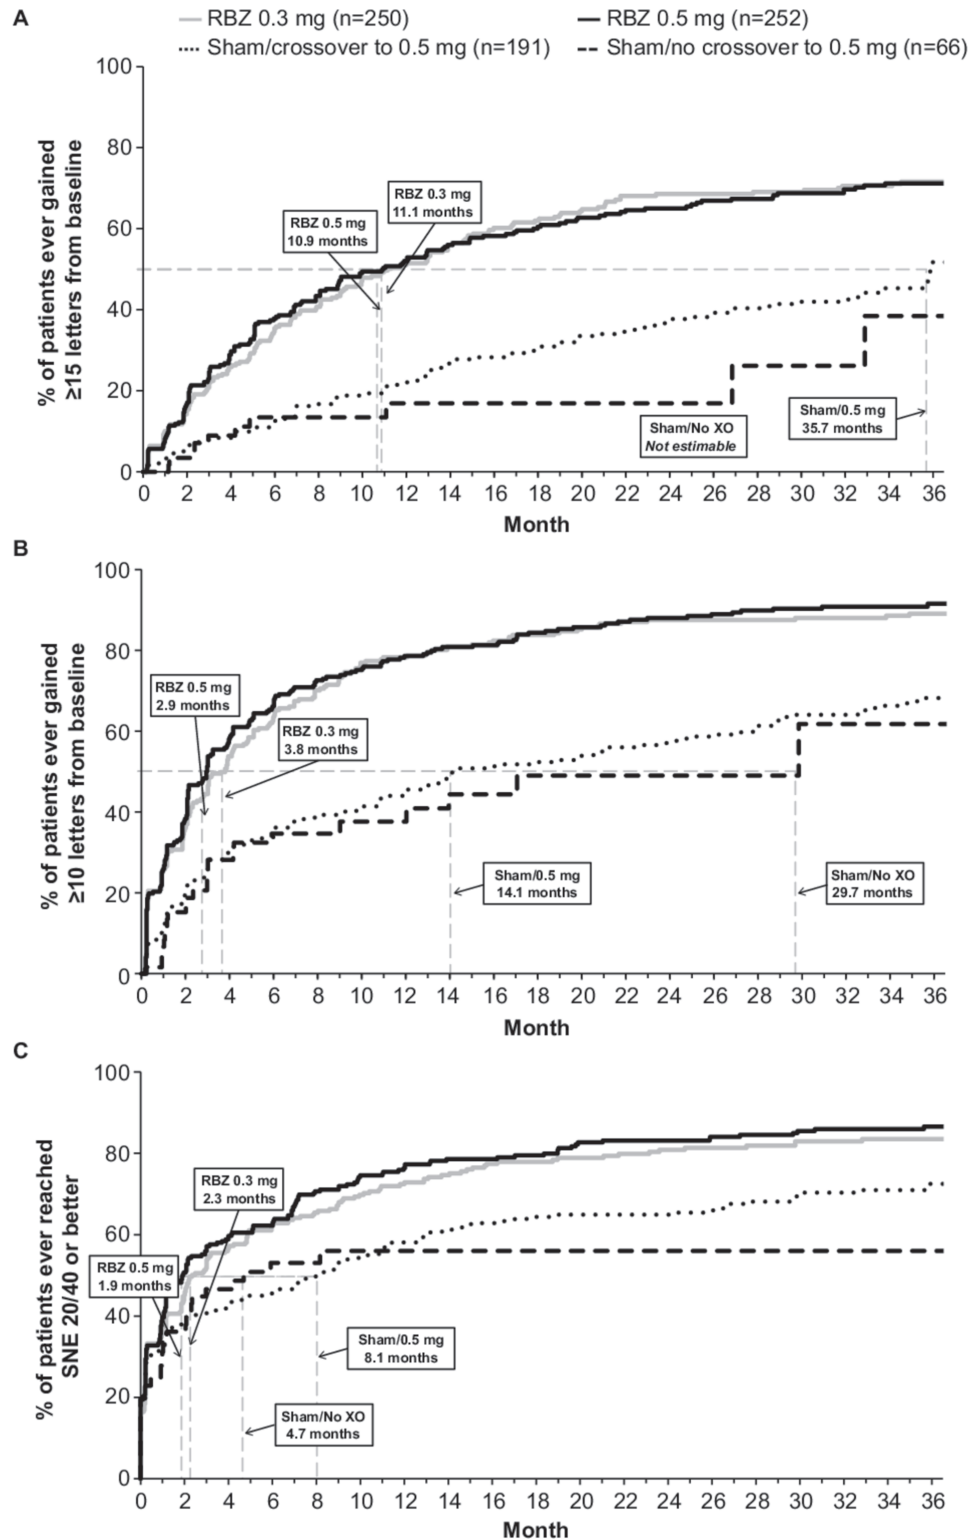 A
RBZ 0.3 mg (n=250)
RBZ 0.5 mg (n=252)
Sham/crossover to 0.5 mg (n=191)
Sham/no crossover to 0.5 mg (n=66)
% of patients ever gained
≥15 letters from baseline
100
80
60
40
20
0
RBZ 0.5 mg
10.9 months
RBZ 0.3 mg
11.1 months
Sham/No XO
Not estimable
Sham/0.5 mg
35.7 months
0 2 4 6 8 10 12 14 16 18 20 22 24 26 28 30 32 34 36
Month
B
% of patients ever gained
≥10 letters from baseline
100
80
60
40
20
0
RBZ 0.5 mg
2.9 months
RBZ 0.3 mg
3.8 months
Sham/0.5 mg
14.1 months
Sham/No XO
29.7 months
0 2 4 6 8 10 12 14 16 18 20 22 24 26 28 30 32 34 36
Month
C
% of patients ever reached
SNE 20/40 or better
100
80
60
40
20
0
RBZ 0.5 mg
1.9 months
RBZ 0.3 mg
2.3 months
Sham/0.5 mg
8.1 months
Sham/No XO
4.7 months
0 2 4 6 8 10 12 14 16 18 20 22 24 26 28 30 32 34 36
Month